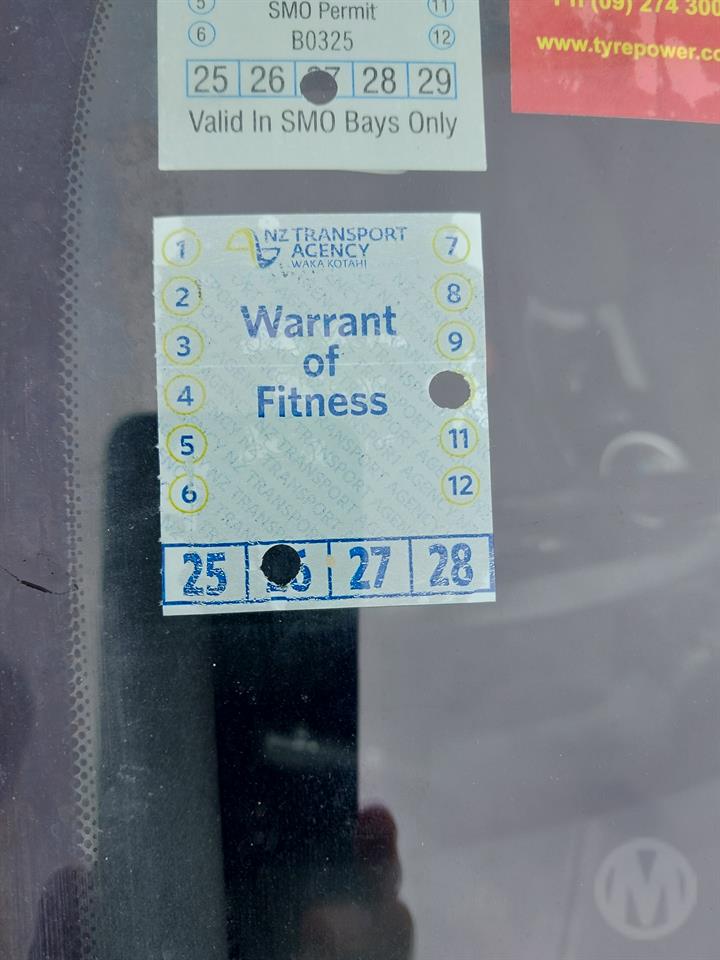 5 SMO Permit 11
6 B0325 12
25 26 27 28 29
Valid In SMO Bays Only
Ph (09) 274 300
www.tyrepower.co
NZ TRANSPORT
AGENCY
WAKA KOTAHI
1 7
2 8
3 9
4
5 11
6 12
Warrant
of
Fitness
25 26 27 28
M